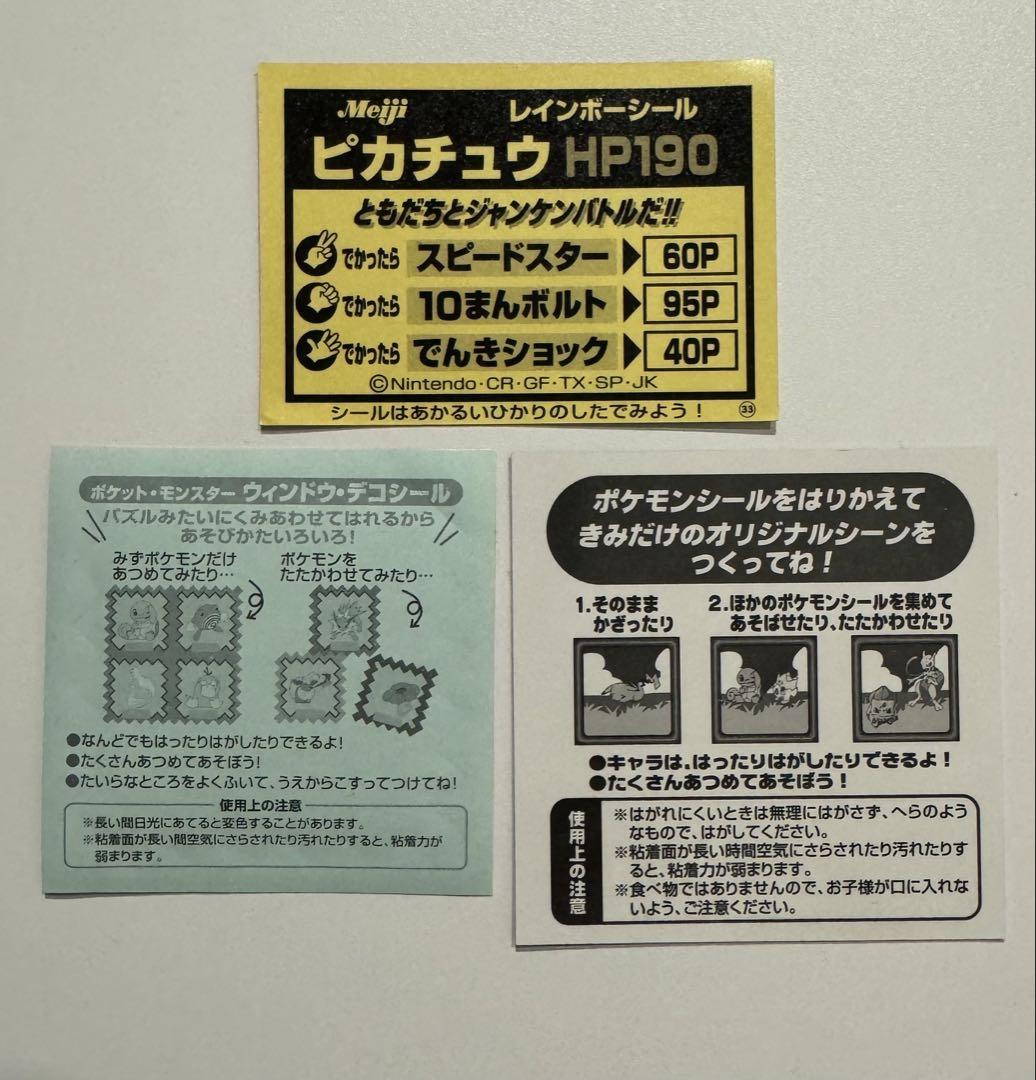 Meiji
レインボーシール
ピカチュウ HP190
ともだちとジャンケンバトルだ!!
でかったら スピードスター 60P
でかったら 10まんボルト 95P
でかったら でんきショック 40P
©Nintendo・CR・GF・TX・SP・JK
シールはあかるいひかりのしたでみよう! 33
ポケット・モンスター ウィンドウ・デコシール
パズルみたいにくみあわせてはれるから
あそびかたいろいろ!
みずポケモンだけ
あつめてみたり…
ポケモンを
たたかわせてみたり…
●なんどでもはったりはがしたりできるよ!
●たくさんあつめてあそぼう!
●たいらなところをよくふいて、うえからこすってつけてね!
使用上の注意
※長い間日光にあてると変色することがあります。
※粘着面が長い間空気にさらされたり汚れたりすると、粘着力が
弱まります。
ポケモンシールをはりかえて
きみだけのオリジナルシーンを
つくってね!
1.そのまま
かざったり
2.ほかのポケモンシールを集めて
あそばせたり、たたかわせたり
●キャラは、はったりはがしたりできるよ!
●たくさんあつめてあそぼう!
使用上の注意
※はがれにくいときは無理にはがさず、へらのよう
なもので、はがしてください。
※粘着面が長い時間空気にさらされたり汚れたりす
ると、粘着力が弱まります。
※食べ物ではありませんので、お子様が口に入れな
いよう、ご注意ください。